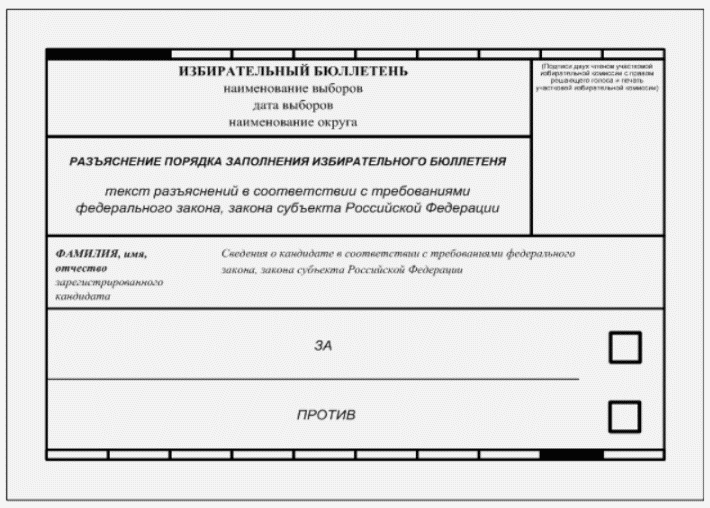 ИЗБИРАТЕЛЬНЫЙ БЮЛЛЕТЕНЬ
наименование выборов
дата выборов
наименование округа
(Подписи двух членов участковой
избирательной комиссии с правом
решающего голоса и печать
участковой избирательной комиссии)
РАЗЪЯСНЕНИЕ ПОРЯДКА ЗАПОЛНЕНИЯ ИЗБИРАТЕЛЬНОГО БЮЛЛЕТЕНЯ
текст разъяснений в соответствии с требованиями
федерального закона, закона субъекта Российской Федерации
ФАМИЛИЯ, имя,
отчество
зарегистрированного
кандидата
Сведения о кандидате в соответствии с требованиями федерального
закона, закона субъекта Российской Федерации
ЗА
ПРОТИВ